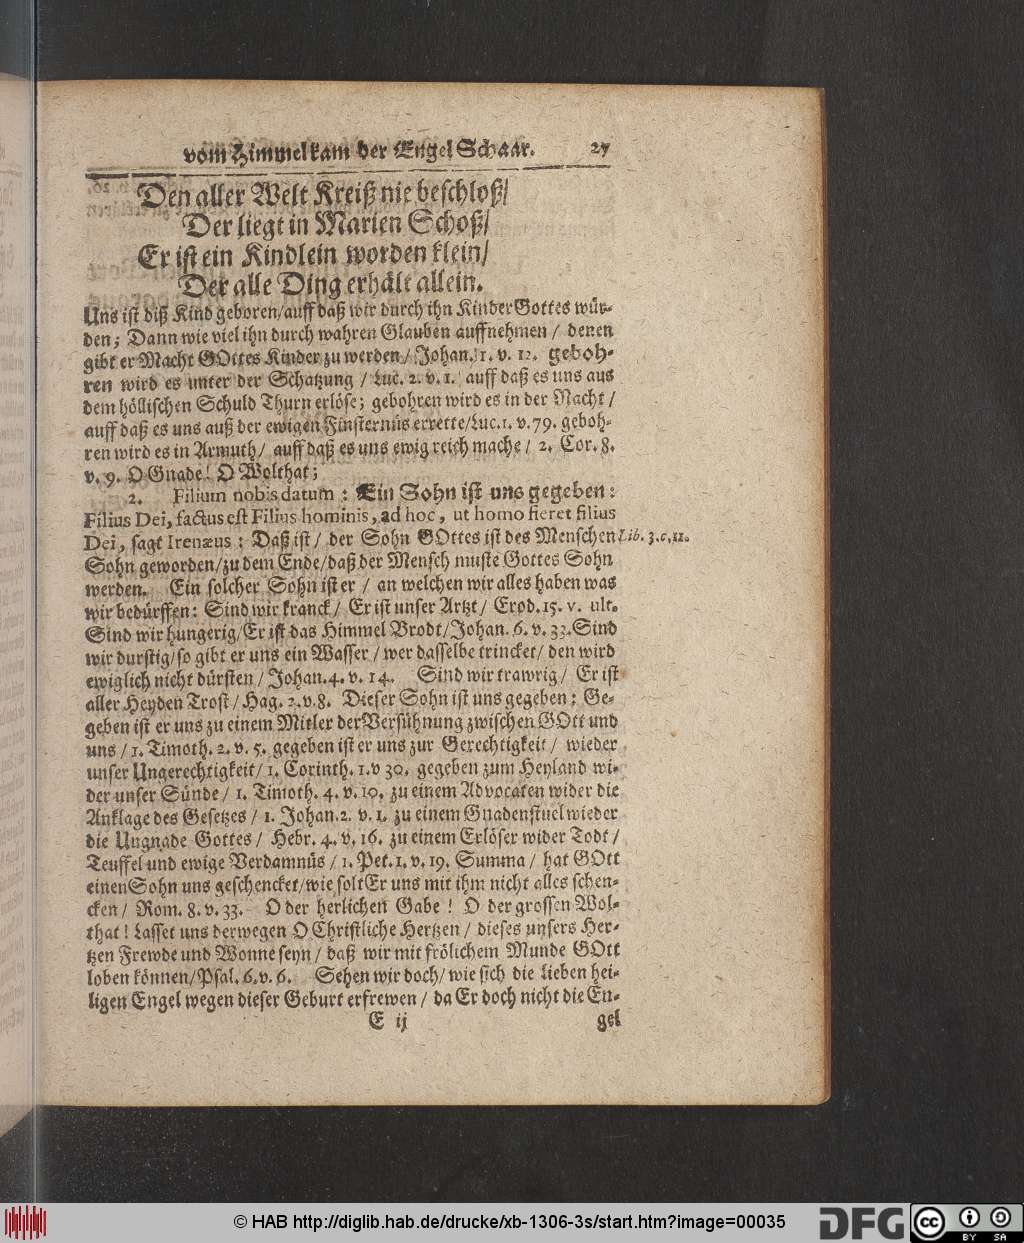 vom Himmel kam der Engel Schaar. 27
Den aller Welt Kreiß nie beschloß/
Der liegt in Marien Schoß/
Er ist ein Kindlein worden klein/
Der alle Ding erhält allein.
Uns ist diß Kind geboren/auff daß wir durch ihn Kinder Gottes wür-
den; Dann wie viel ihn durch wahren Glauben auffnehmen / denen
gibt er Macht GOttes Kinder zu werden/ Johan. 1. v. 12. geboh-
ren wird es unter der Schatzung / Luc. 2. v. 1. auff daß es uns aus
dem höllischen Schuld Thurn erlöse; gebohren wird es in der Nacht /
auff daß es uns auß der ewigen Finsternüs errette/Luc. 1. v. 79. geboh-
ren wird es in Armuth/ auff daß es uns ewig reich mache / 2. Cor. 8.
v. 9. O Gnade! O Wolthat;
2. Filium nobis datum : Ein Sohn ist uns gegeben:
Filius Dei, factus est Filius hominis, ad hoc, ut homo fieret filius
Dei, sagt Irenæus: Daß ist / der Sohn GOttes ist des Menschen Lib. 3. c. 11.
Sohn geworden/zu dem Ende/daß der Mensch muste Gottes Sohn
werden. Ein solcher Sohn ist er / an welchen wir alles haben was
wir bedürffen: Sind wir kranck/ Er ist unser Artzt/ Exod. 15. v. ult.
Sind wir hungerig/Er ist das Himmel Brodt/Johan. 6. v. 33. Sind
wir durstig/so gibt er uns ein Wasser / wer dasselbe trincket/ den wird
ewiglich nicht dürsten / Johan. 4. v. 14. Sind wir trawrig/ Er ist
aller Heyden Trost / Hag. 2. v. 8. Dieser Sohn ist uns gegeben; Ge-
geben ist er uns zu einem Mitler der Versühnung zwischen GOtt und
uns / 1. Timoth. 2. v. 5. gegeben ist er uns zur Gerechtigkeit / wieder
unser Ungerechtigkeit/ 1. Corinth. 1. v 30. gegeben zum Heyland wi-
der unser Sünde / 1. Timoth. 4. v. 10. zu einem Advocaten wider die
Anklage des Gesetzes / 1. Johan. 2. v. 1. zu einem Gnadenstuel wieder
die Ungnade Gottes / Hebr. 4. v. 16. zu einem Erlöser wider Todt /
Teuffel und ewige Verdamnüs / 1. Pet. 1. v. 19. Summa / hat GOtt
einen Sohn uns geschencket/wie solt Er uns mit ihm nicht alles schen-
cken / Rom. 8. v. 33. O der herlichen Gabe ! O der grossen Wol-
that! Lasset uns derwegen O Christliche Hertzen / dieses unsers Her-
tzen Frewde und Wonne seyn / daß wir mit frölichem Munde GOtt
loben können/Psal. 6. v. 6. Sehen wir doch/ wie sich die Lieben hei-
ligen Engel wegen dieser Geburt erfrewen / da Er doch nicht die En-
E ij gel
© HAB http://diglib.hab.de/drucke/xb-1306-3s/start.htm?image=00035 DFG cc BY SA